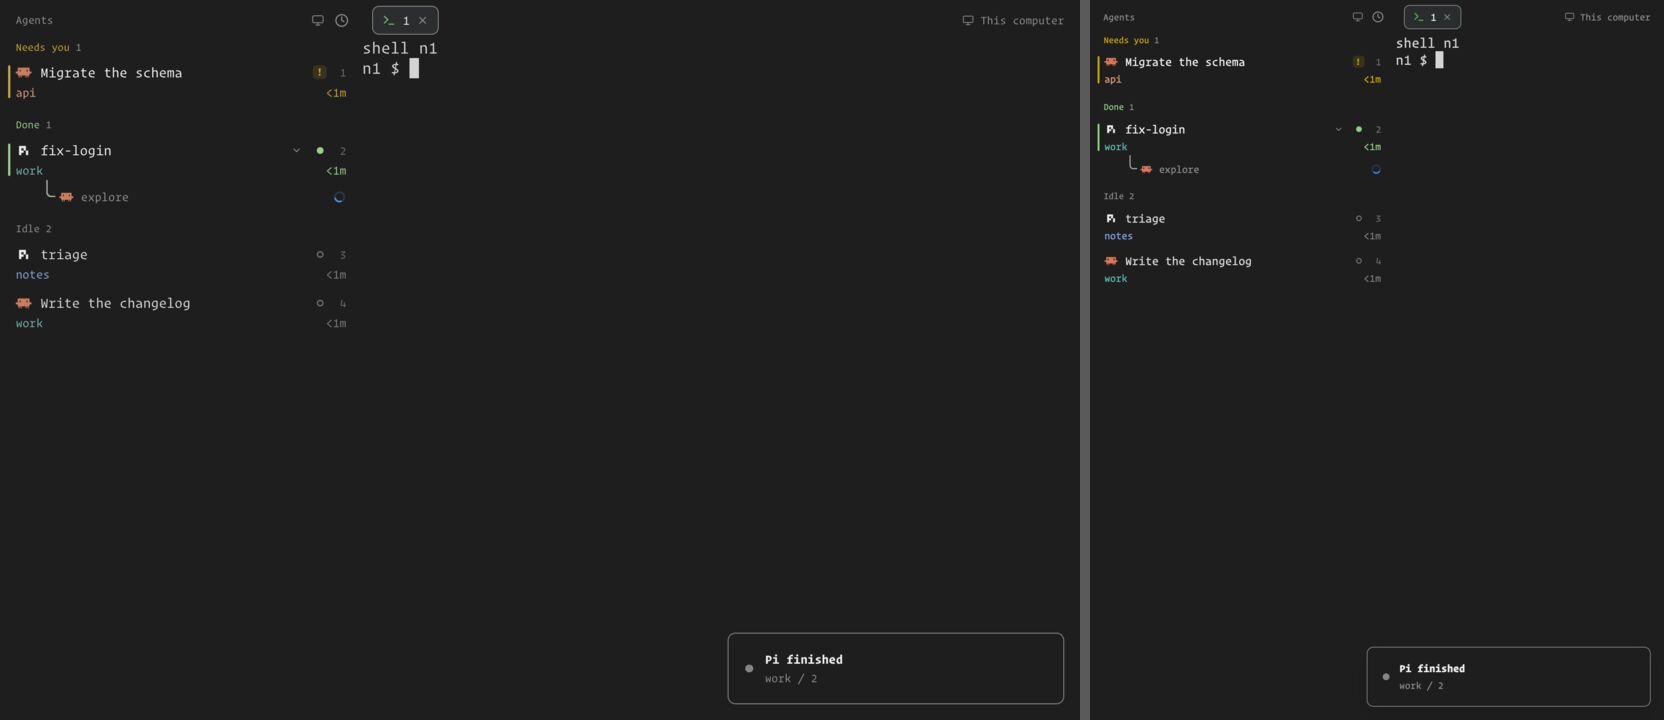 Agents
>_ 1 ×
This computer
Needs you 1
Migrate the schema ! 1
api <1m
Done 1
fix-login 2
work <1m
explore
Idle 2
triage 3
notes <1m
Write the changelog 4
work <1m
shell n1
n1 $
Pi finished
work / 2
Agents
>_ 1 ×
This computer
Needs you 1
Migrate the schema ! 1
api <1m
Done 1
fix-login 2
work <1m
explore
Idle 2
triage 3
notes <1m
Write the changelog 4
work <1m
shell n1
n1 $
Pi finished
work / 2